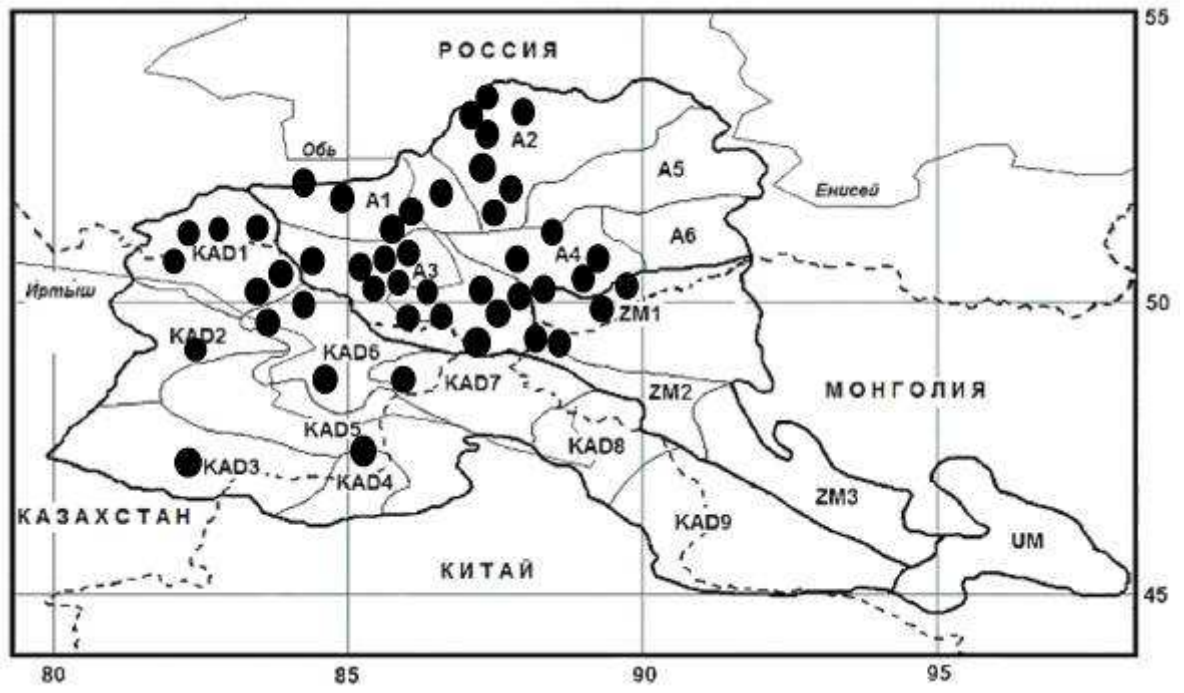 55
РОССИЯ
A2
Обь
A5
Енисей
A1
A6
KAD1
A4
A3
Иртыш
50
ZM1
KAD2
KAD6
KAD7
ZM2
МОНГОЛИЯ
KAD5
KAD8
KAD3
KAD4
ZM3
КАЗАХСТАН
KAD9
UM
КИТАЙ
45
80
85
90
95